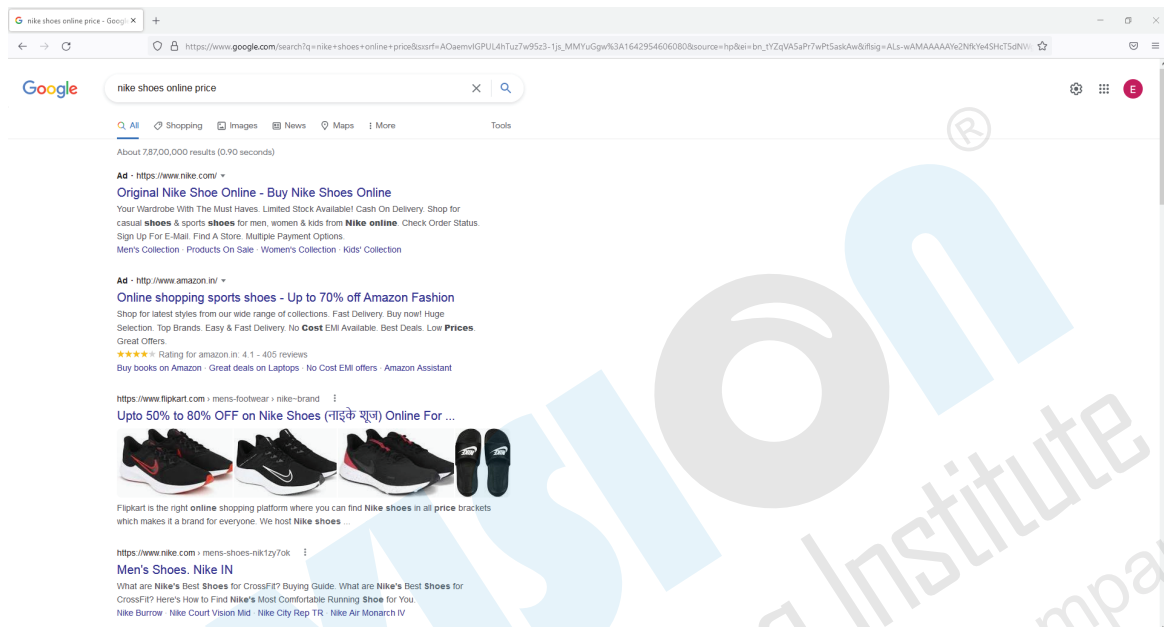 nike shoes online price - Googl
https://www.google.com/search?q=nike+shoes+online+price&sxsrf=AOaemvIGPUL4hTuz7w95z3-1js_MMYuGgw%3A1642954606080&source=hp&ei=bn_tYZqVA5aPr7wPt5askAw&iflsig=ALs-wAMAAAAAYe2NfkYe4SHcTSdNW
Google
nike shoes online price
E
All Shopping Images News Maps More Tools
About 7,87,00,000 results (0.90 seconds)
Ad · https://www.nike.com/
Original Nike Shoe Online - Buy Nike Shoes Online
Your Wardrobe With The Must Haves. Limited Stock Available! Cash On Delivery. Shop for
casual shoes & sports shoes for men, women & kids from Nike online. Check Order Status.
Sign Up For E-Mail. Find A Store. Multiple Payment Options.
Men's Collection · Products On Sale · Women's Collection · Kids' Collection
Ad · http://www.amazon.in/
Online shopping sports shoes - Up to 70% off Amazon Fashion
Shop for latest styles from our wide range of collections. Fast Delivery. Buy now! Huge
Selection. Top Brands. Easy & Fast Delivery. No Cost EMI Available. Best Deals. Low Prices.
Great Offers.
Rating for amazon.in: 4.1 - 405 reviews
Buy books on Amazon · Great deals on Laptops · No Cost EMI offers · Amazon Assistant
https://www.flipkart.com › mens-footwear › nike~brand
Upto 50% to 80% OFF on Nike Shoes (नाइके शूज) Online For ...
Flipkart is the right online shopping platform where you can find Nike shoes in all price brackets
which makes it a brand for everyone. We host Nike shoes ...
https://www.nike.com › mens-shoes-nik1zy7ok
Men's Shoes. Nike IN
What are Nike's Best Shoes for CrossFit? Buying Guide. What are Nike's Best Shoes for
CrossFit? Here's How to Find Nike's Most Comfortable Running Shoe for You.
Nike Burrow · Nike Court Vision Mid · Nike City Rep TR · Nike Air Monarch IV
®
Institute